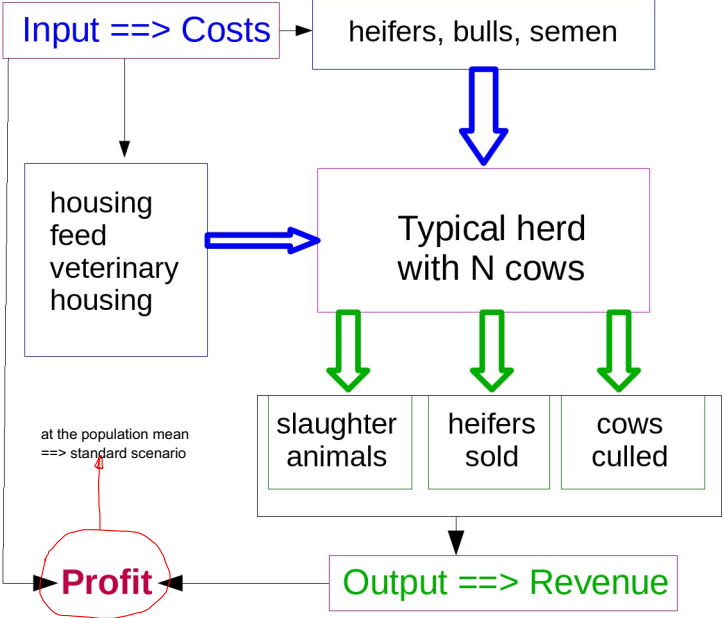 Input ==> Costs
heifers, bulls, semen
housing
feed
veterinary
housing
Typical herd
with N cows
slaughter
animals
heifers
sold
cows
culled
at the population mean
==> standard scenario
Profit
Output ==> Revenue